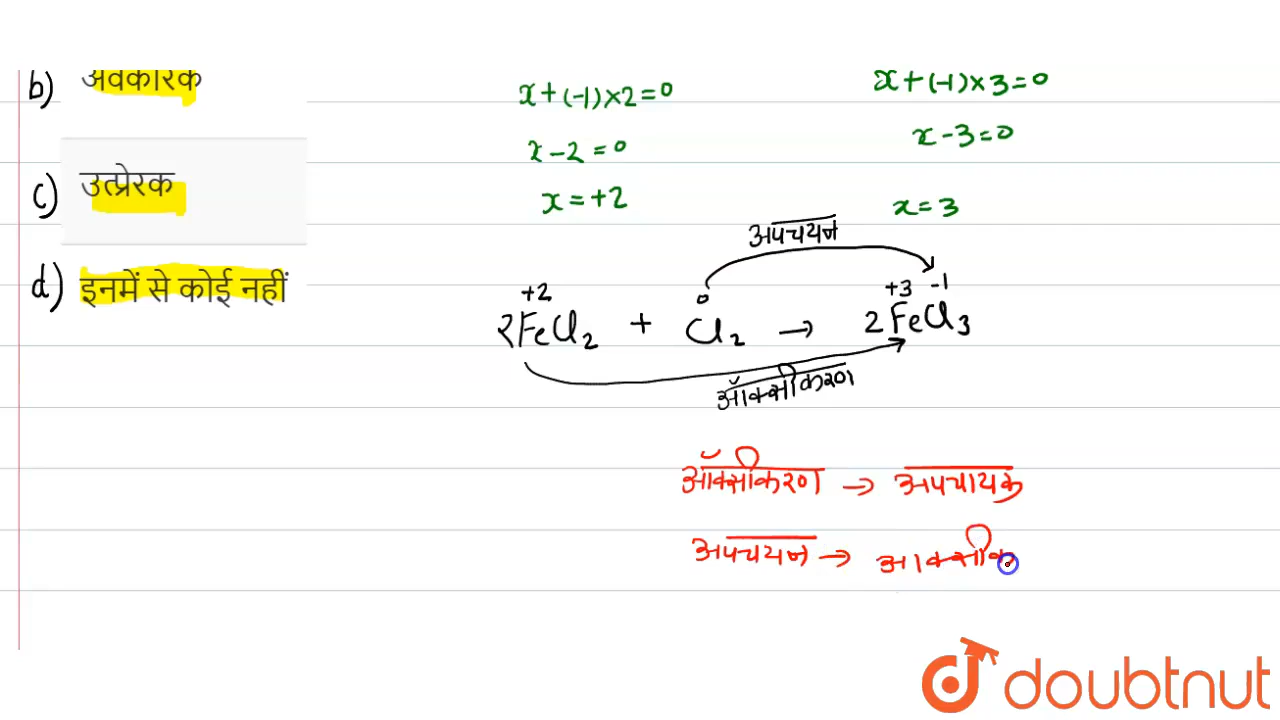 b) अवकारक
x+(-1)×2=0
x+(-1)×3=0
x-2=0
x-3=0
c) उत्प्रेरक
x=+2
x=3
अपचयन
d) इनमें से कोई नहीं
+2
0
+3 -1
2FeCl2 + Cl2 → 2FeCl3
ऑक्सीकरण
ऑक्सीकरण → अपचायक
अपचयन → आक्सीक
doubtnut